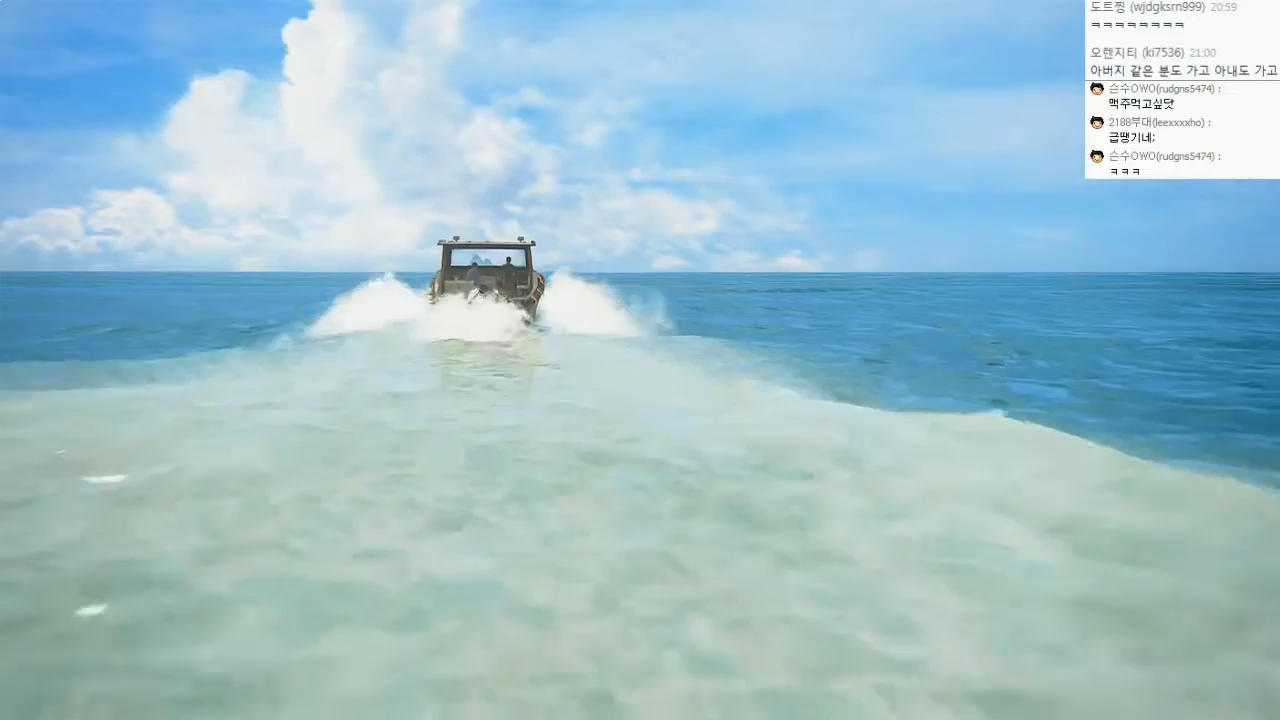 도트찡 (wjdgksrn999) 20:59
ㅋㅋㅋㅋㅋㅋㅋㅋ
오렌지티 (ki7536) 21:00
아버지 같은 분도 가고 아내도 가고
슨수OWO(rudgns5474) :
맥주먹고싶닷
2188부대(leexxxxho) :
급땡기네;
슨수OWO(rudgns5474) :
ㅋㅋㅋ